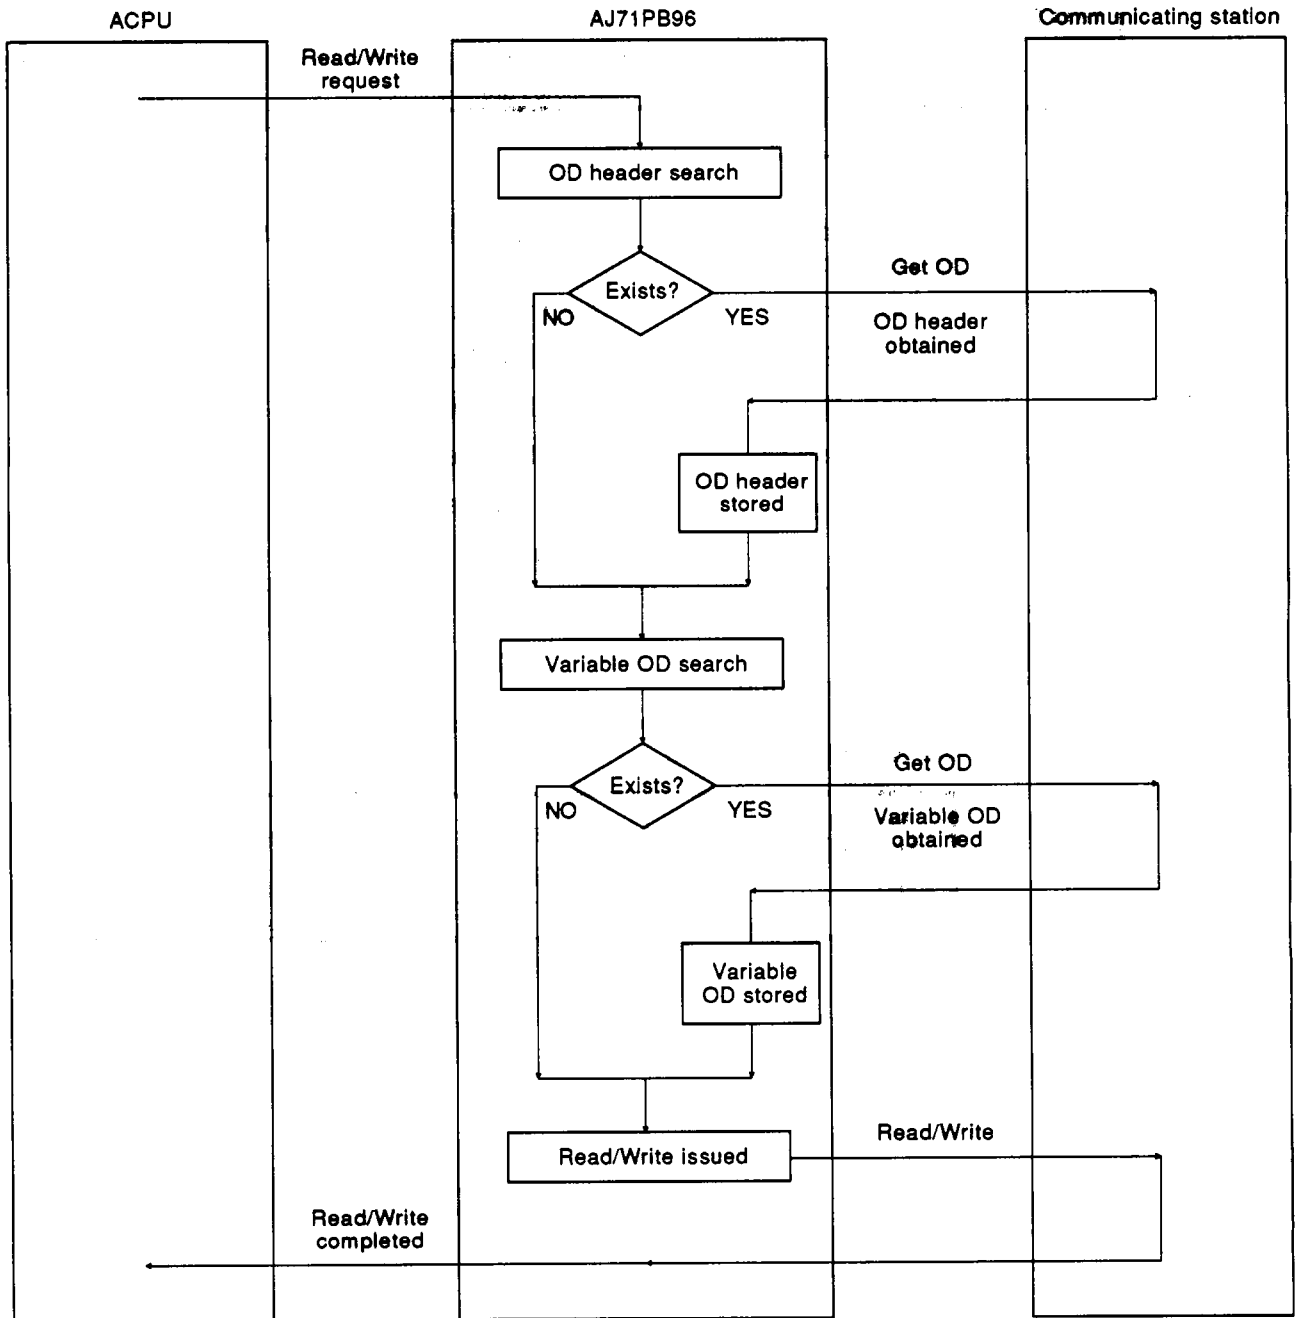 ACPU
AJ71PB96
Communicating station
Read/Write
request
OD header search
Exists?
NO
YES
Get OD
OD header
obtained
OD header
stored
Variable OD search
Exists?
NO
YES
Get OD
Variable OD
obtained
Variable
OD stored
Read/Write issued
Read/Write
Read/Write
completed